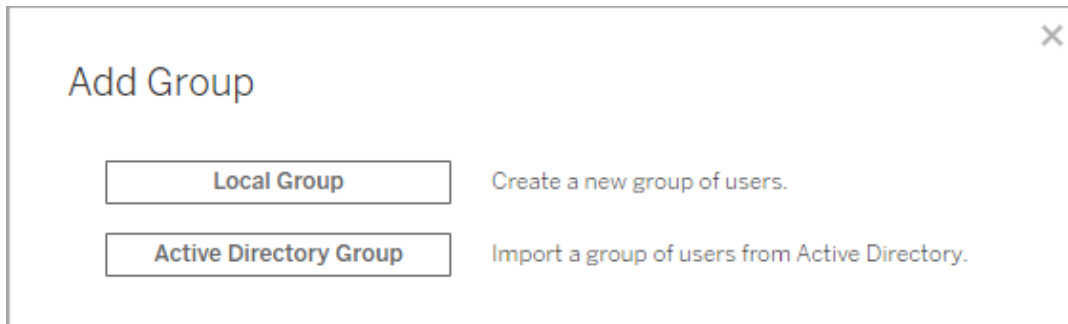 Add Group
Local Group Create a new group of users.
Active Directory Group Import a group of users from Active Directory.